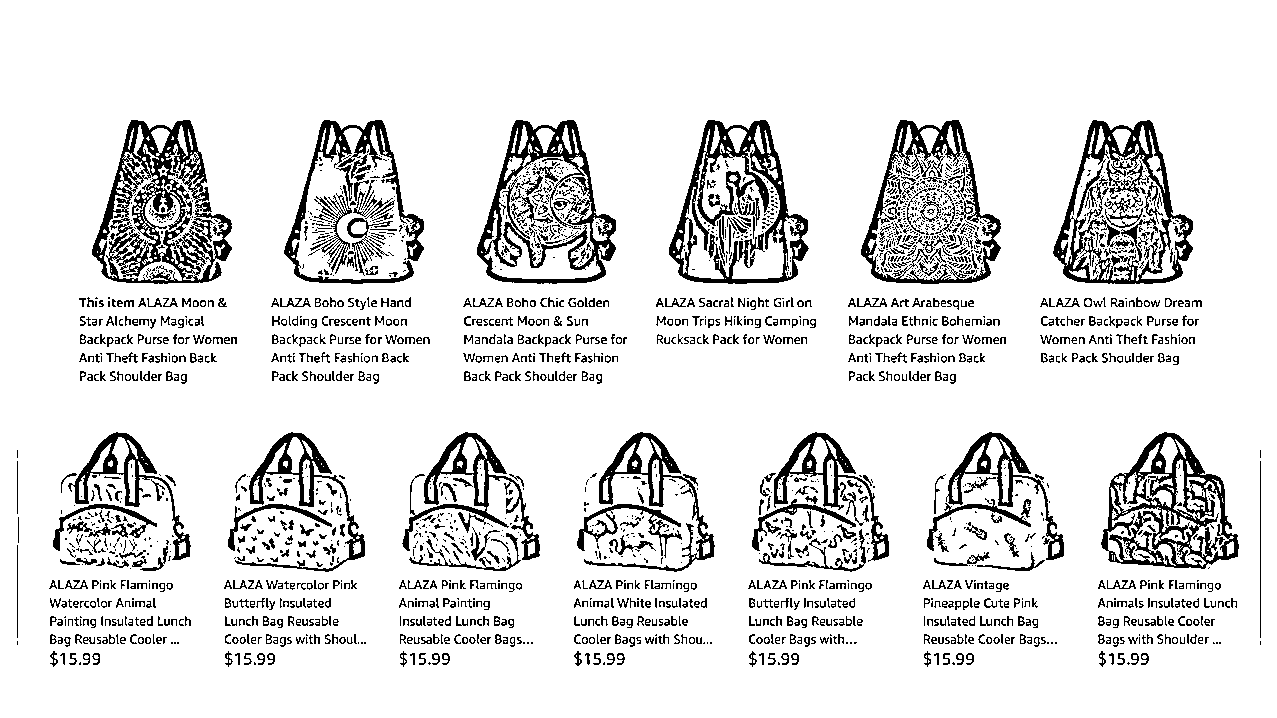 This item ALAZA Moon &
Star Alchemy Magical
Backpack Purse for Women
Anti Theft Fashion Back
Pack Shoulder Bag
ALAZA Boho Style Hand
Holding Crescent Moon
Backpack Purse for Women
Anti Theft Fashion Back
Pack Shoulder Bag
ALAZA Boho Chic Golden
Crescent Moon & Sun
Mandala Backpack Purse for
Women Anti Theft Fashion
Back Pack Shoulder Bag
ALAZA Sacral Night Girl on
Moon Trips Hiking Camping
Rucksack Pack for Women
ALAZA Art Arabesque
Mandala Ethnic Bohemian
Backpack Purse for Women
Anti Theft Fashion Back
Pack Shoulder Bag
ALAZA Owl Rainbow Dream
Catcher Backpack Purse for
Women Anti Theft Fashion
Back Pack Shoulder Bag
ALAZA Pink Flamingo
Watercolor Animal
Painting Insulated Lunch
Bag Reusable Cooler ...
$15.99
ALAZA Watercolor Pink
Butterfly Insulated
Lunch Bag Reusable
Cooler Bags with Shoul...
$15.99
ALAZA Pink Flamingo
Animal Painting
Insulated Lunch Bag
Reusable Cooler Bags...
$15.99
ALAZA Pink Flamingo
Animal White Insulated
Lunch Bag Reusable
Cooler Bags with Shou...
$15.99
ALAZA Pink Flamingo
Butterfly Insulated
Lunch Bag Reusable
Cooler Bags with...
$15.99
ALAZA Vintage
Pineapple Cute Pink
Insulated Lunch Bag
Reusable Cooler Bags...
$15.99
ALAZA Pink Flamingo
Animals Insulated Lunch
Bag Reusable Cooler
Bags with Shoulder ...
$15.99